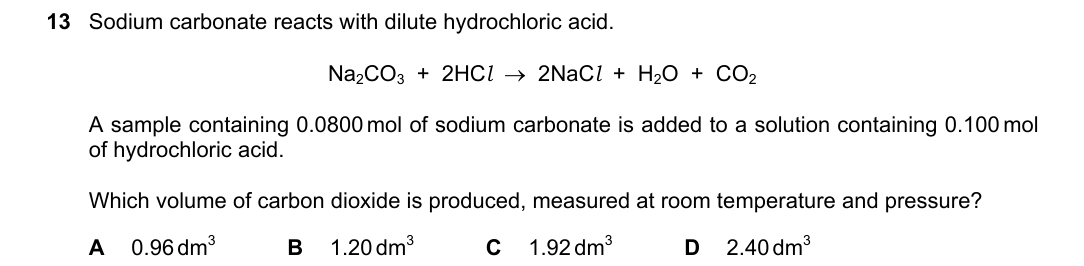 13 Sodium carbonate reacts with dilute hydrochloric acid.
Na₂CO₃ + 2HCl → 2NaCl + H₂O + CO₂
A sample containing 0.0800 mol of sodium carbonate is added to a solution containing 0.100 mol
of hydrochloric acid.
Which volume of carbon dioxide is produced, measured at room temperature and pressure?
A 0.96 dm³ B 1.20 dm³ C 1.92 dm³ D 2.40 dm³